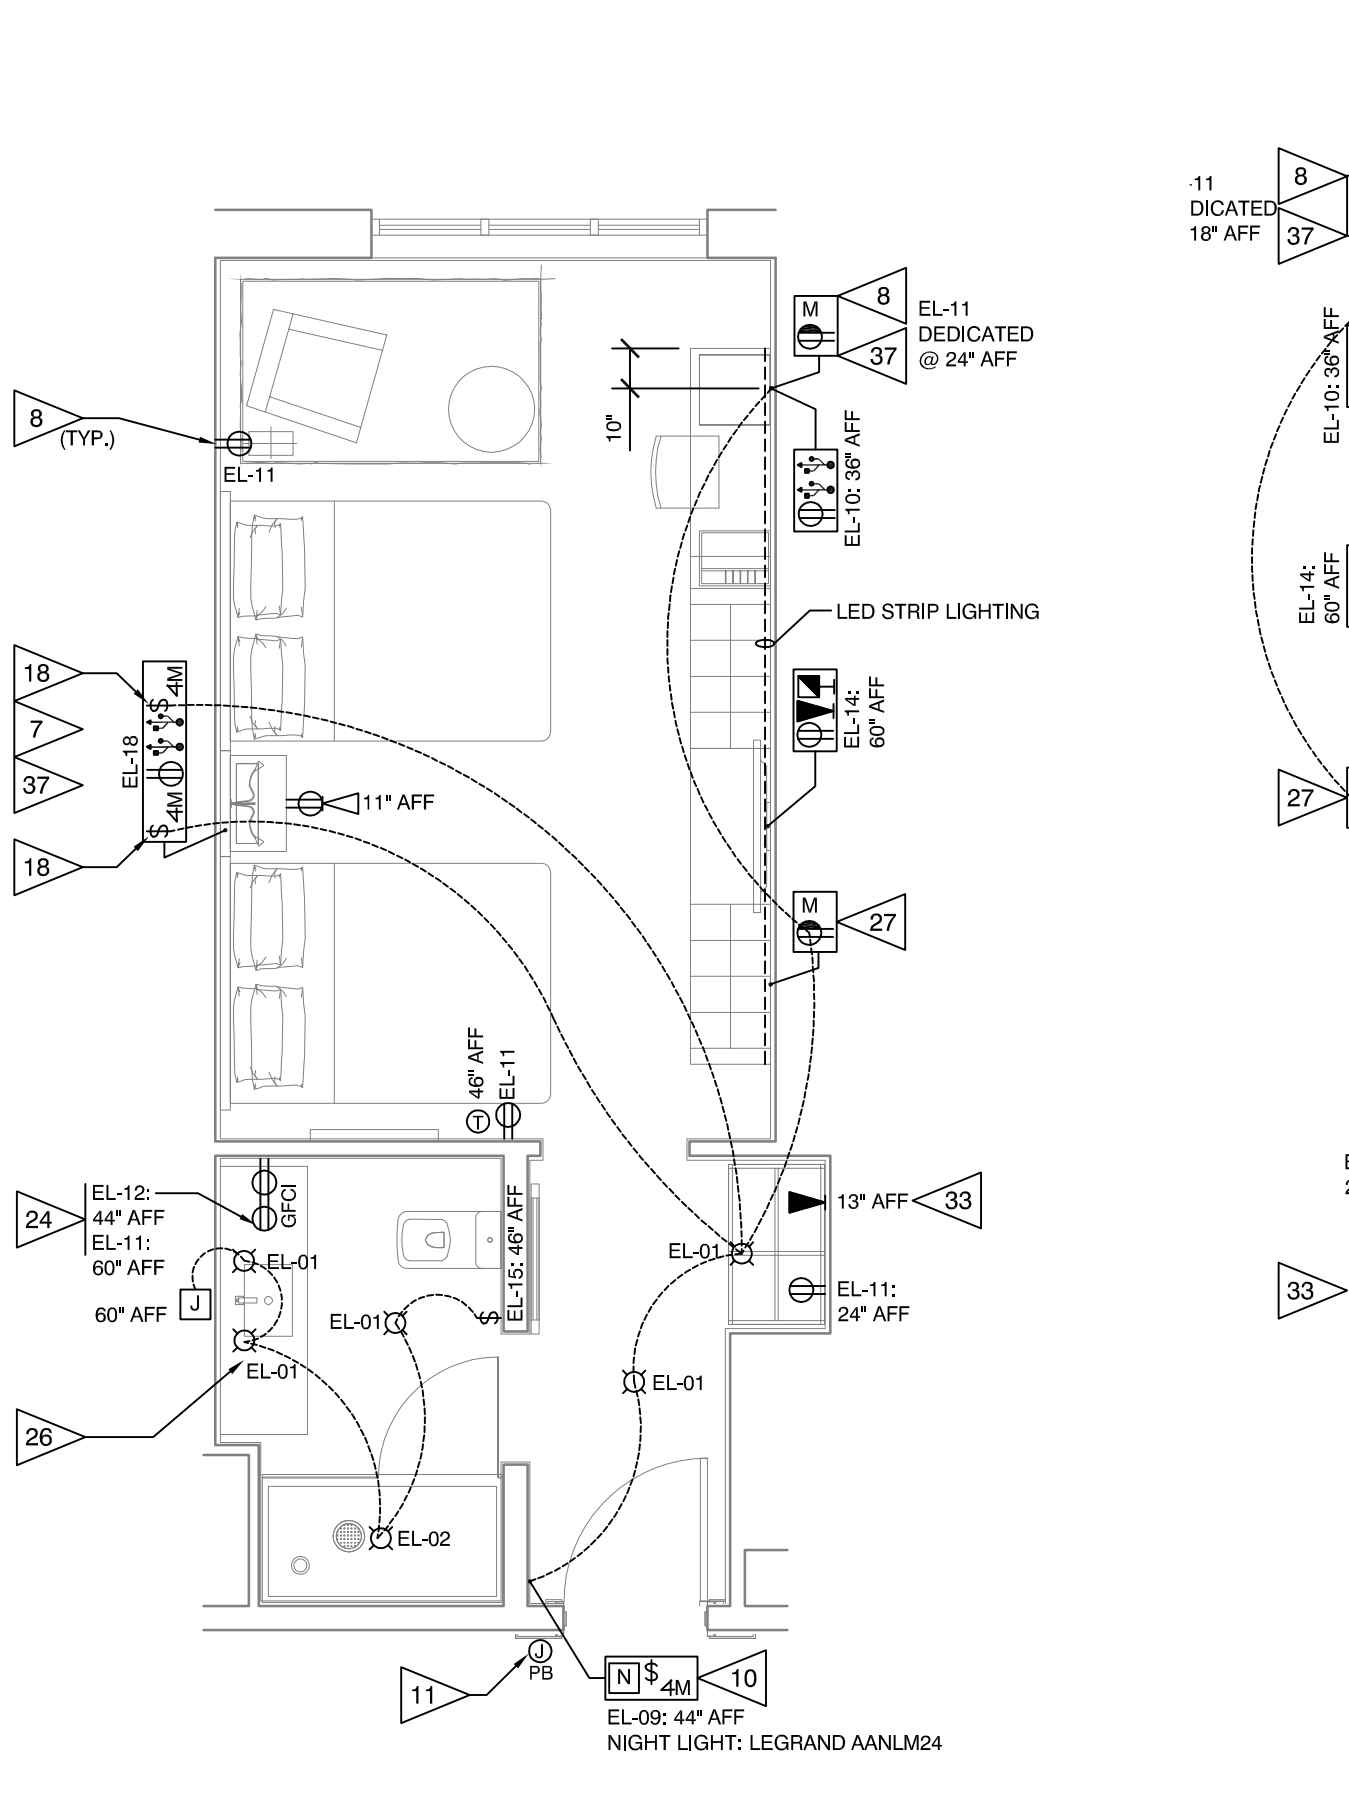 8
(TYP.)
EL-11
M
8
37
EL-11
DEDICATED
@ 24" AFF
10"
EL-10: 36" AFF
LED STRIP LIGHTING
EL-14:
60" AFF
18
7
37
18
EL-18
$ 4M
$ 4M
11" AFF
M
27
46" AFF
T
EL-11
24
EL-12:
44" AFF
EL-11:
60" AFF
GFCI
EL-01
60" AFF
J
EL-01
26
EL-01
$
EL-15: 46" AFF
EL-01
13" AFF
33
EL-11:
24" AFF
EL-01
EL-02
11
J
PB
N $ 4M
10
EL-09: 44" AFF
NIGHT LIGHT: LEGRAND AANLM24
-11
DICATED
18" AFF
8
37
EL-10: 36" AFF
EL-14:
60" AFF
27
33